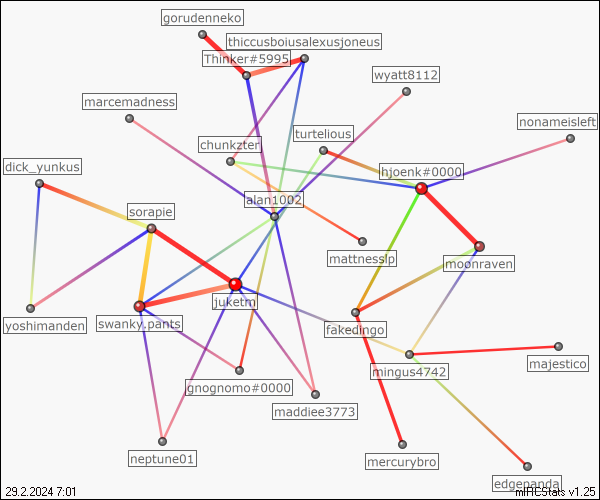 gorudenneko
thiccusboiusalexusjoneus
Thinker#5995
wyatt8112
marcemadness
nonameisleft
turtelious
chunkzter
dick_yunkus
hjoenk#0000
alan1002
sorapie
mattnesslp
moonraven
juketm
yoshimanden
swanky.pants
fakedingo
majestico
mingus4742
gnognomo#0000
maddiee3773
neptune01
mercurybro
edgepanda
29.2.2024 7:01
mIRCStats v1.25